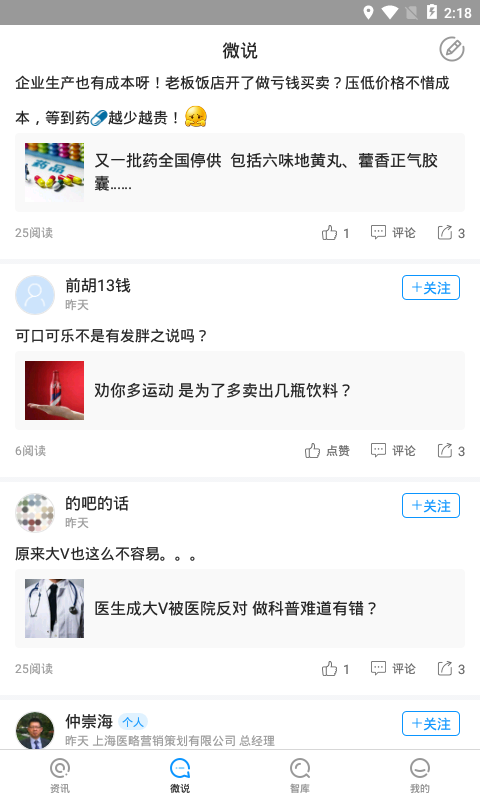 2:18
微说
企业生产也有成本呀！老板饭店开了做亏钱买卖？压低价格不惜成
本，等到药💊越少越贵！🤗
药品
又一批药全国停供 包括六味地黄丸、藿香正气胶
囊......
25阅读 1 评论 3
前胡13钱 +关注
昨天
可口可乐不是有发胖之说吗？
劝你多运动 是为了多卖出几瓶饮料？
6阅读 点赞 评论 3
的吧的话 +关注
昨天
原来大V也这么不容易。。。
医生成大V被医院反对 做科普难道有错？
25阅读 1 评论 3
仲崇海 个人 +关注
昨天 上海医略营销策划有限公司 总经理
资讯 微说 智库 我的